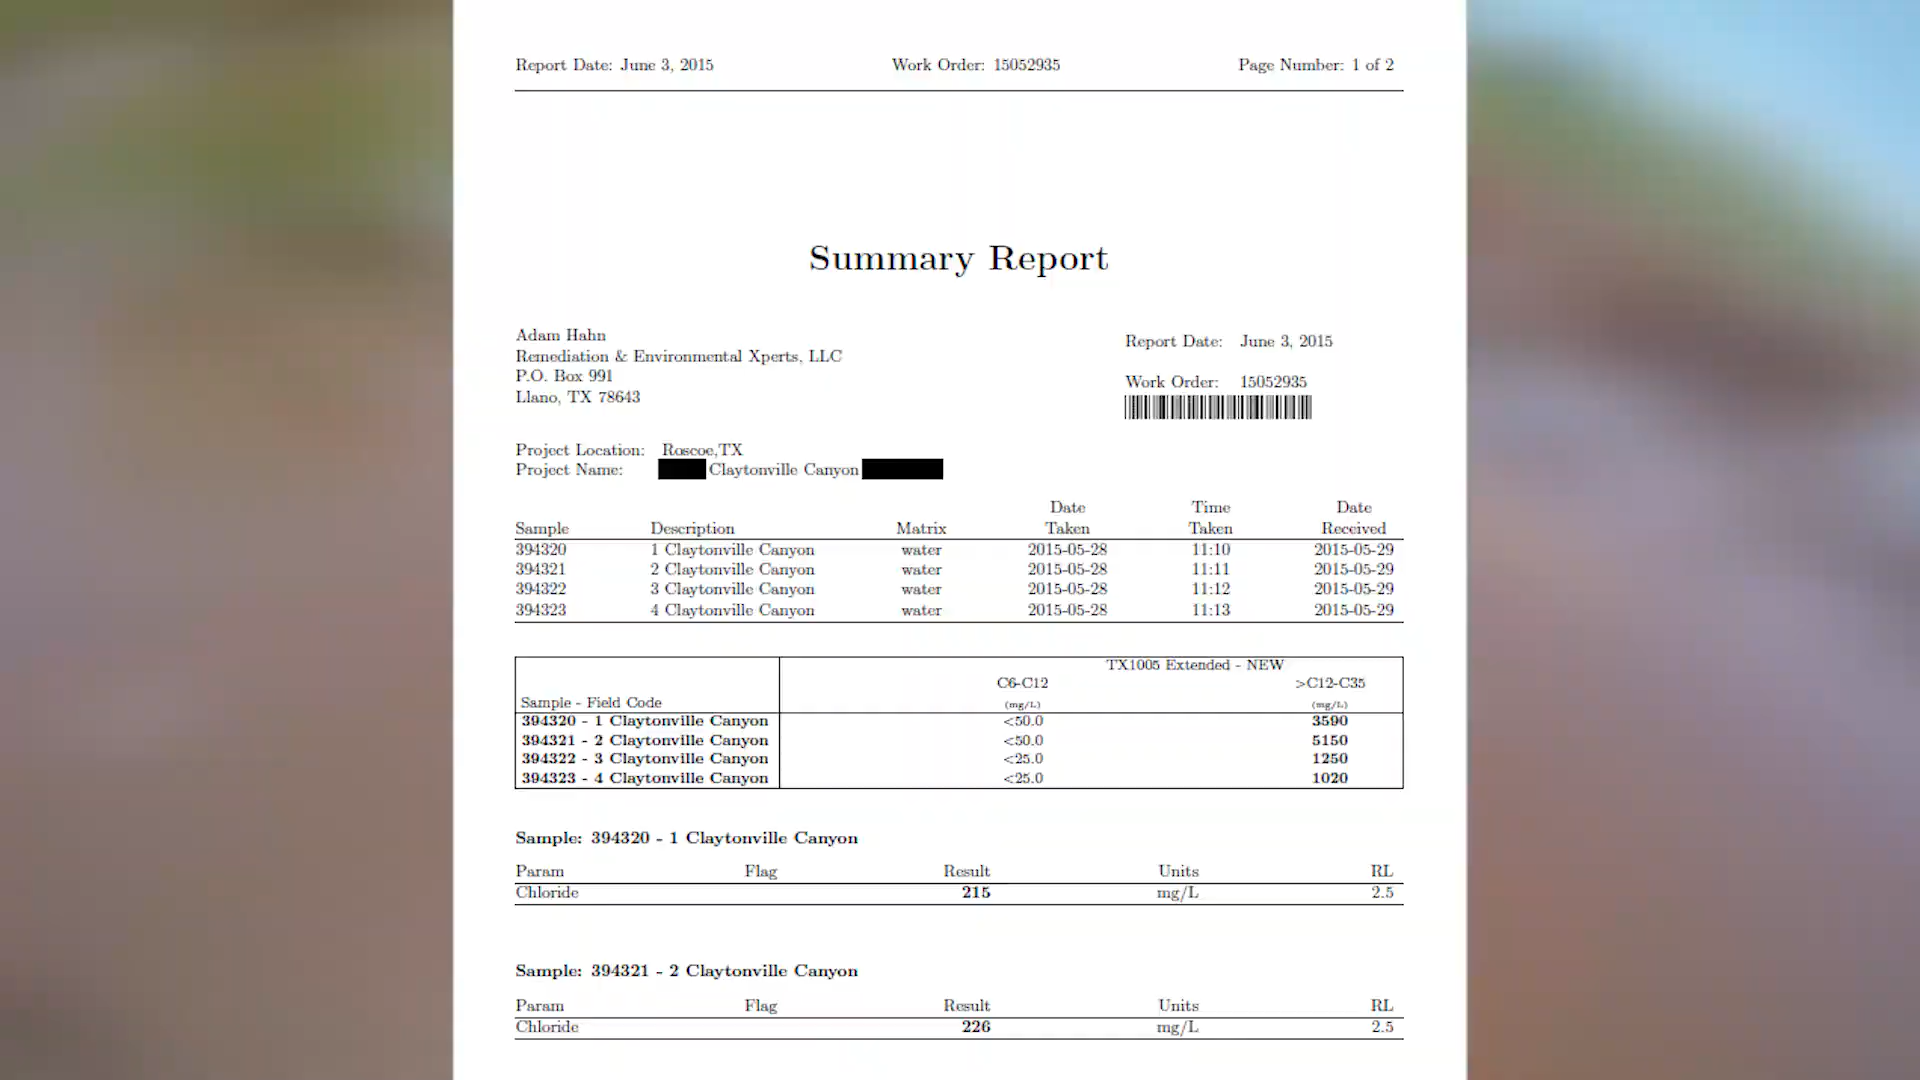 Report Date: June 3, 2015 Work Order: 15052935 Page Number: 1 of 2
Summary Report
Adam Hahn
Remediation & Environmental Xperts, LLC
P.O. Box 991
Llano, TX 78643
Report Date: June 3, 2015
Work Order: 15052935
Project Location: Roscoe,TX
Project Name: Claytonville Canyon
Date Time Date
Sample Description Matrix Taken Taken Received
394320 1 Claytonville Canyon water 2015-05-28 11:10 2015-05-29
394321 2 Claytonville Canyon water 2015-05-28 11:11 2015-05-29
394322 3 Claytonville Canyon water 2015-05-28 11:12 2015-05-29
394323 4 Claytonville Canyon water 2015-05-28 11:13 2015-05-29
TX1005 Extended - NEW
C6-C12 >C12-C35
Sample - Field Code (mg/L) (mg/L)
394320 - 1 Claytonville Canyon <50.0 3590
394321 - 2 Claytonville Canyon <50.0 5150
394322 - 3 Claytonville Canyon <25.0 1250
394323 - 4 Claytonville Canyon <25.0 1020
Sample: 394320 - 1 Claytonville Canyon
Param Flag Result Units RL
Chloride 215 mg/L 2.5
Sample: 394321 - 2 Claytonville Canyon
Param Flag Result Units RL
Chloride 226 mg/L 2.5